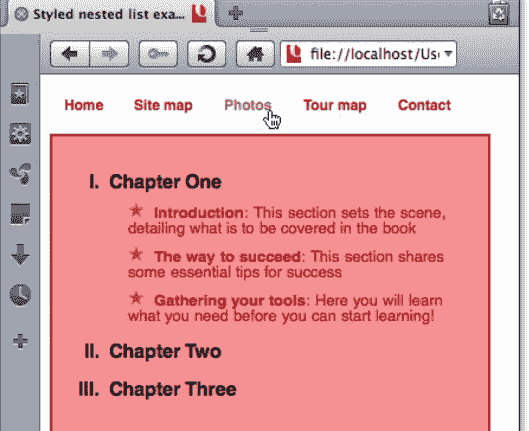 Styled nested list exa...
file://localhost/Us
Home Site map Photos Tour map Contact
I. Chapter One
★ Introduction: This section sets the scene,
detailing what is to be covered in the book
★ The way to succeed: This section shares
some essential tips for success
★ Gathering your tools: Here you will learn
what you need before you can start learning!
II. Chapter Two
III. Chapter Three